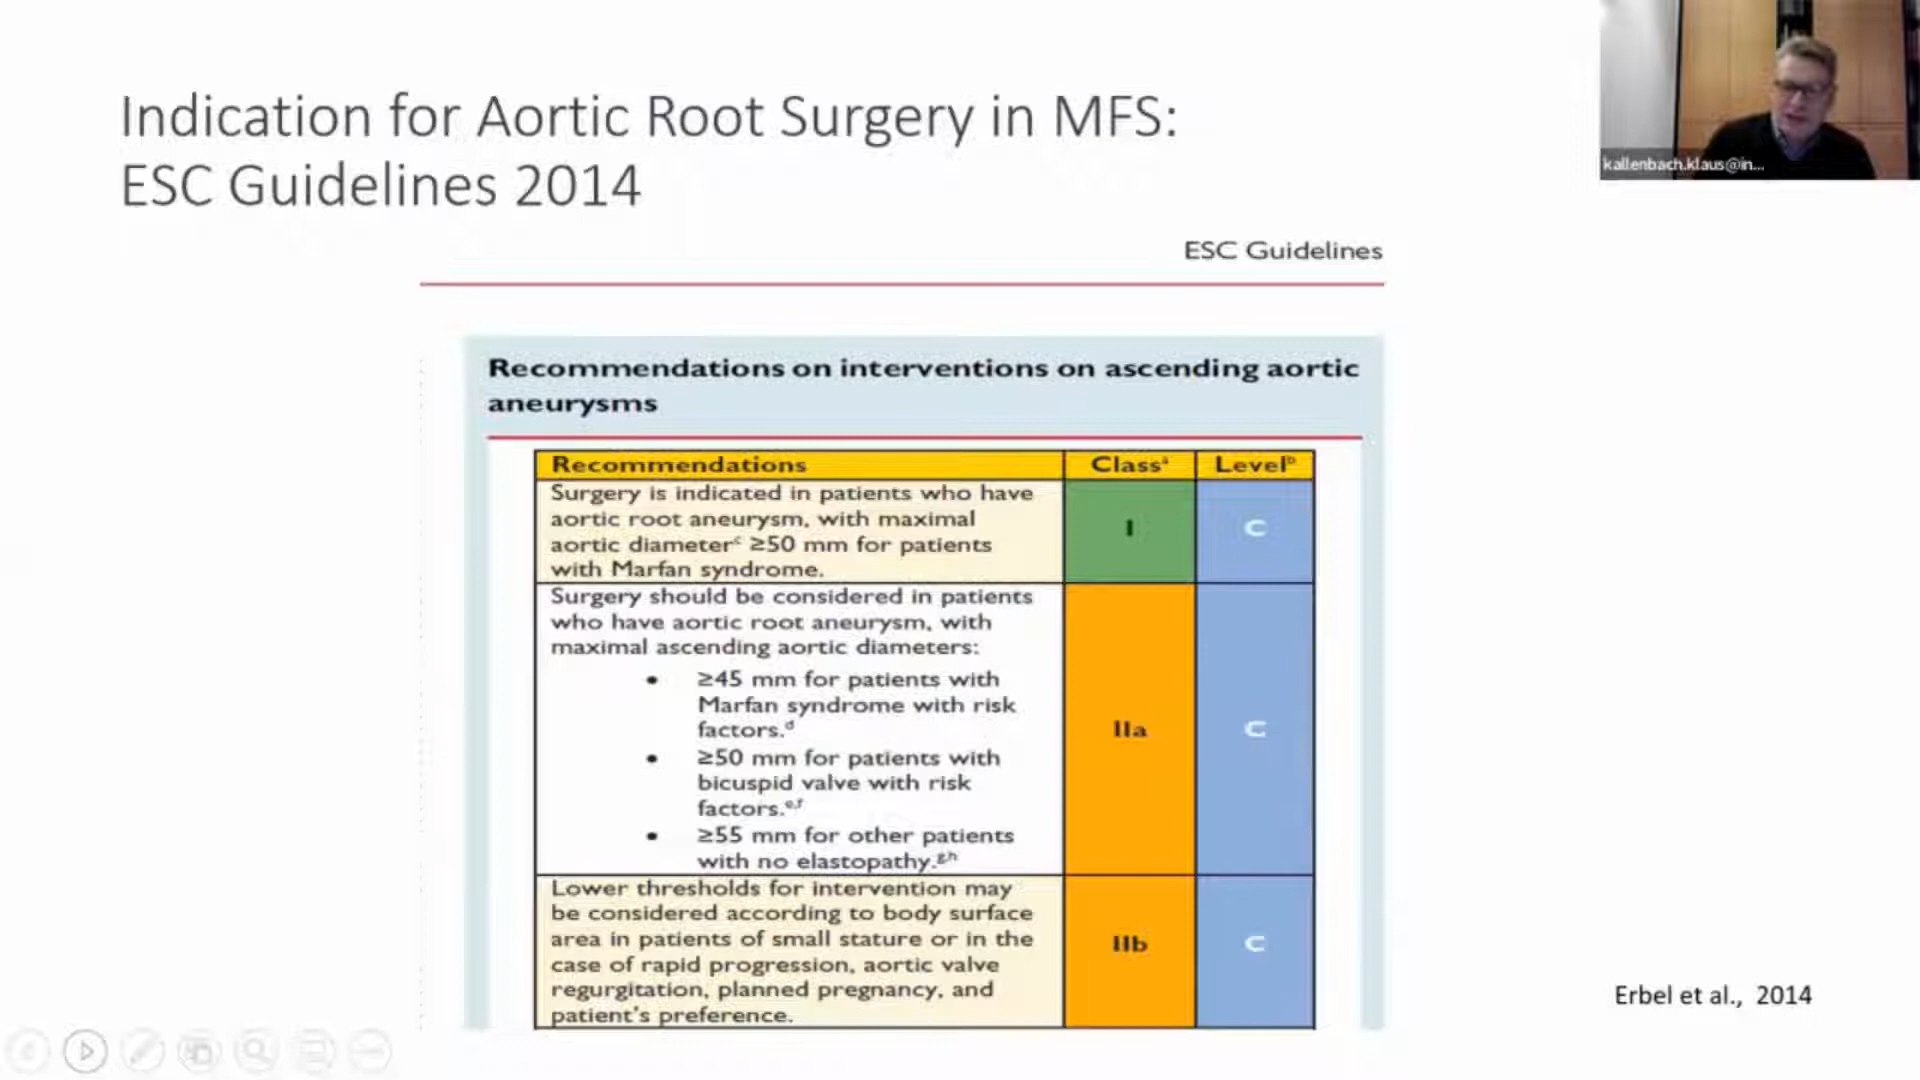 Indication for Aortic Root Surgery in MFS:
ESC Guidelines 2014
kallenbach.klaus@in...
ESC Guidelines
Recommendations on interventions on ascending aortic
aneurysms
Recommendations Classᵃ Levelᵇ
Surgery is indicated in patients who have
aortic root aneurysm, with maximal
aortic diameterᶜ ≥50 mm for patients
with Marfan syndrome.
I C
Surgery should be considered in patients
who have aortic root aneurysm, with
maximal ascending aortic diameters:
• ≥45 mm for patients with
Marfan syndrome with risk
factors.ᵈ
• ≥50 mm for patients with
bicuspid valve with risk
factors.ᵉ,ᶠ
• ≥55 mm for other patients
with no elastopathy.ᵍ,ʰ
IIa C
Lower thresholds for intervention may
be considered according to body surface
area in patients of small stature or in the
case of rapid progression, aortic valve
regurgitation, planned pregnancy, and
patient’s preference.
IIb C
Erbel et al., 2014